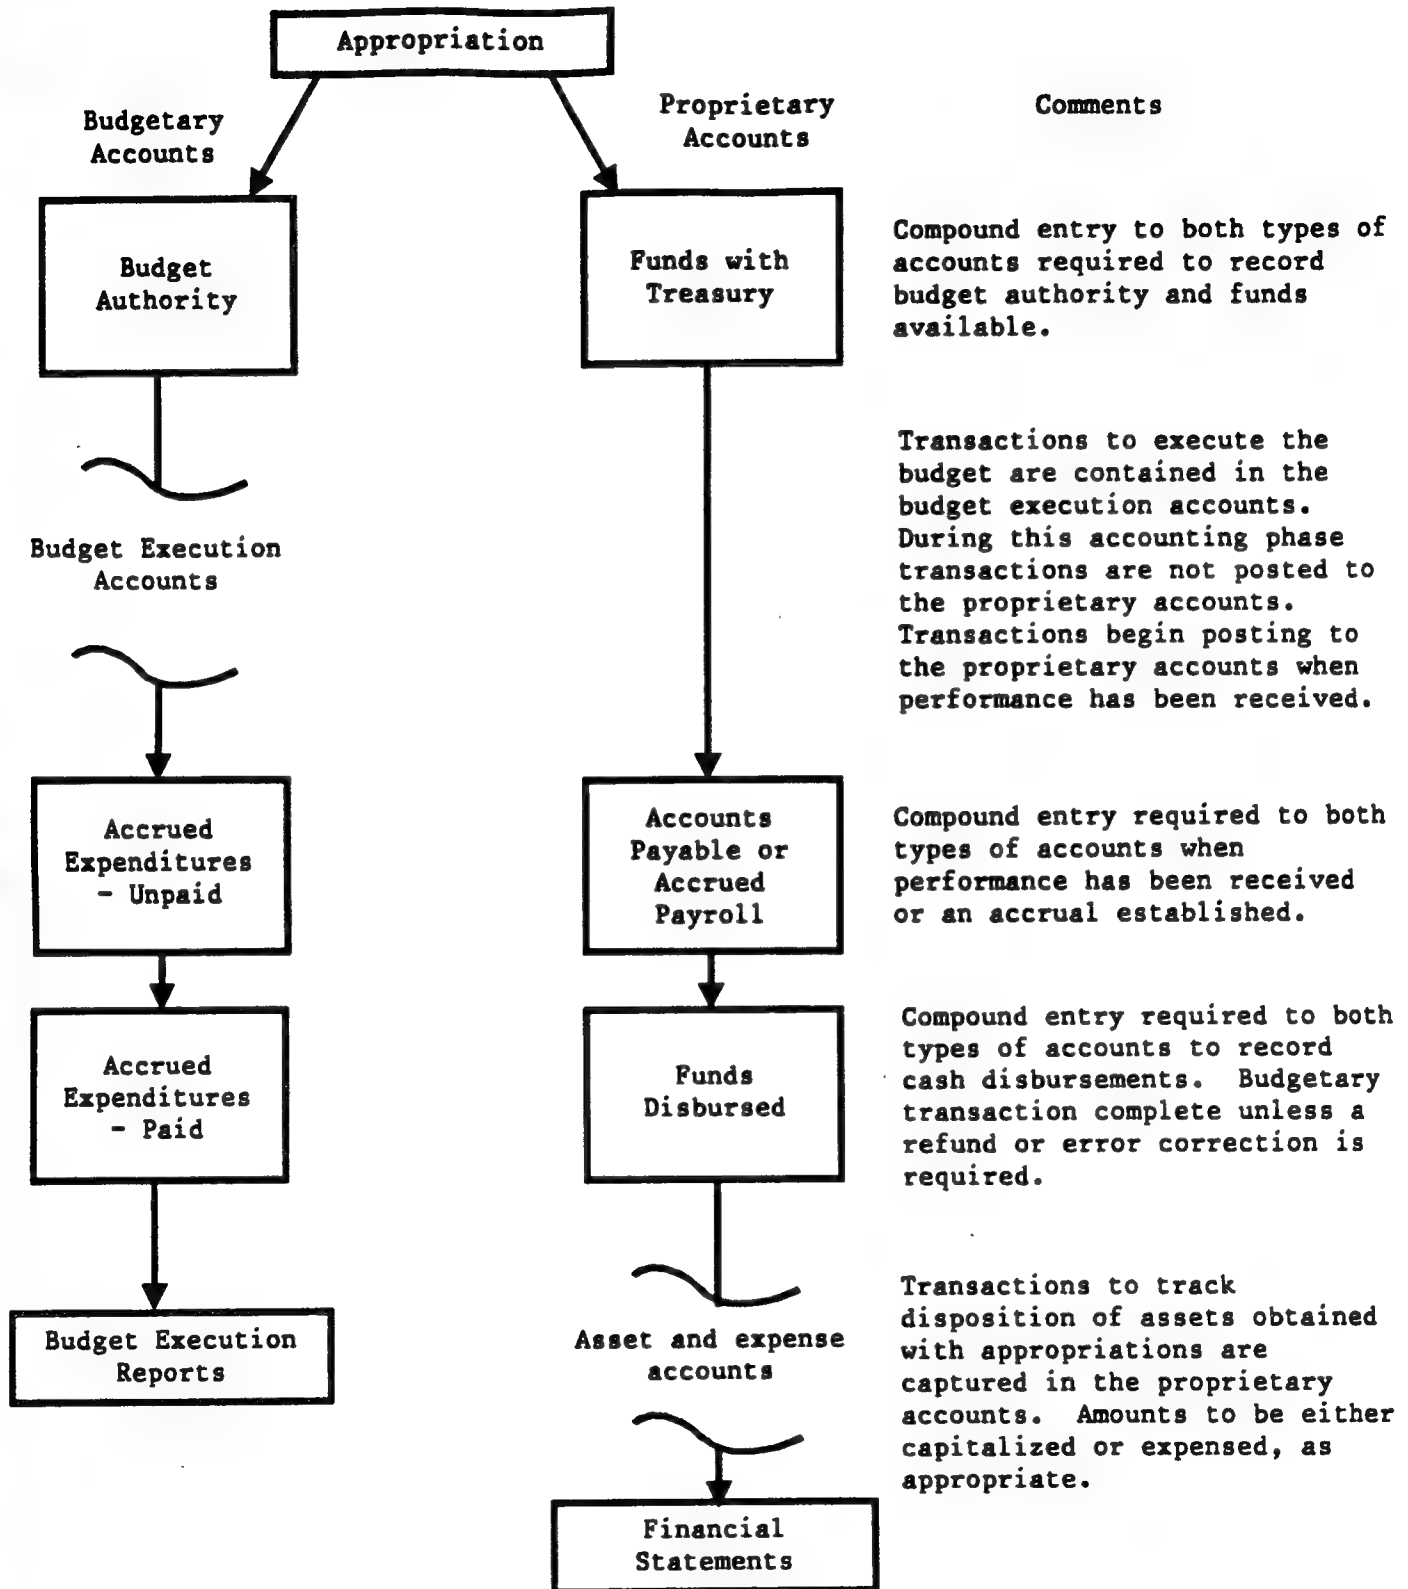 Appropriation
Budgetary
Accounts
Proprietary
Accounts
Comments
Budget
Authority
Funds with
Treasury
Compound entry to both types of
accounts required to record
budget authority and funds
available.
Transactions to execute the
budget are contained in the
budget execution accounts.
During this accounting phase
transactions are not posted to
the proprietary accounts.
Transactions begin posting to
the proprietary accounts when
performance has been received.
Budget Execution
Accounts
Accrued
Expenditures
- Unpaid
Accounts
Payable or
Accrued
Payroll
Compound entry required to both
types of accounts when
performance has been received
or an accrual established.
Accrued
Expenditures
- Paid
Funds
Disbursed
Compound entry required to both
types of accounts to record
cash disbursements.  Budgetary
transaction complete unless a
refund or error correction is
required.
Budget Execution
Reports
Asset and expense
accounts
Transactions to track
disposition of assets obtained
with appropriations are
captured in the proprietary
accounts.  Amounts to be either
capitalized or expensed, as
appropriate.
Financial
Statements